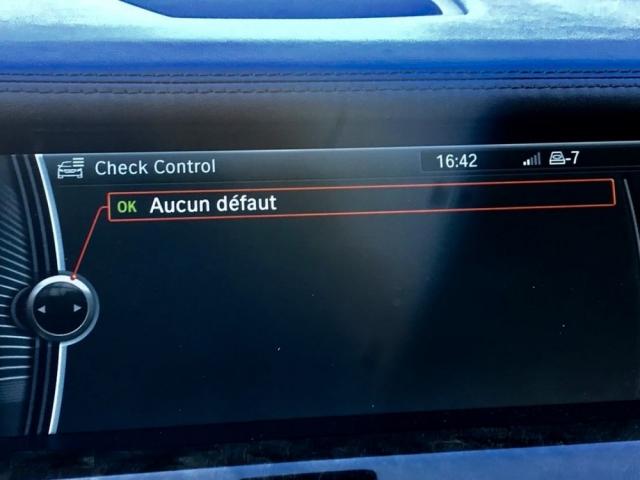 Check Control 16:42 -7
OK Aucun défaut